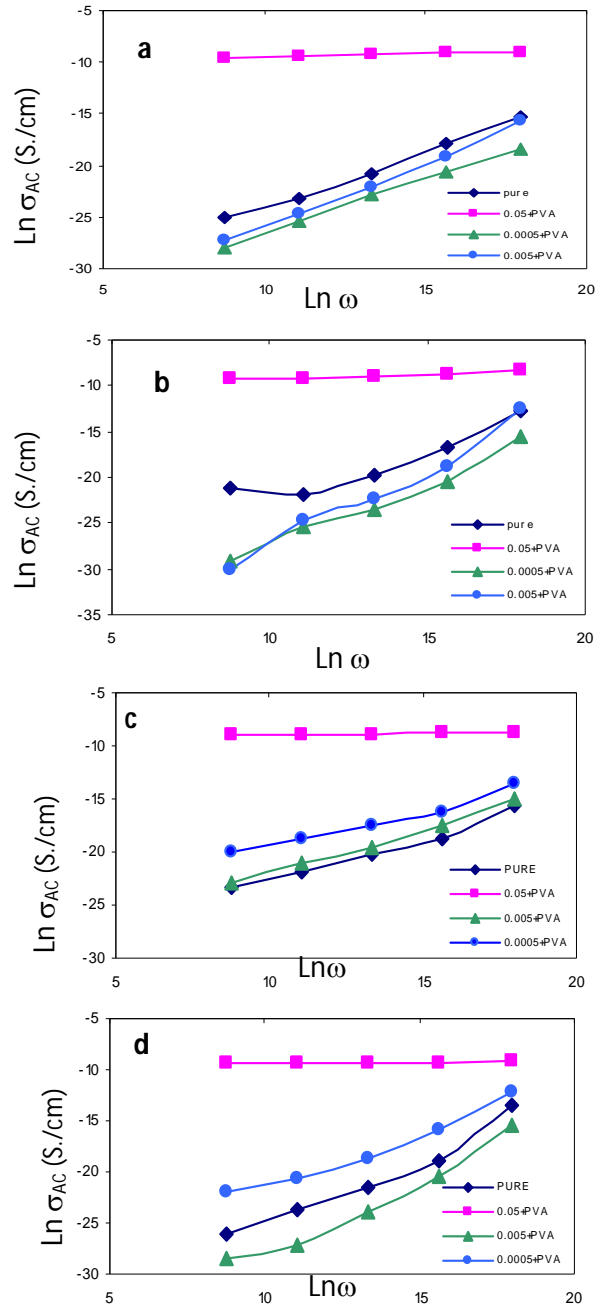 a
-5
-10
-15
-20
-25
-30
Ln σAC (S./cm)
pure
0.05+PVA
0.0005+PVA
0.005+PVA
5
10
15
20
Ln ω
b
-5
-10
-15
-20
-25
-30
-35
Ln σAC (S./cm)
pure
0.05+PVA
0.0005+PVA
0.005+PVA
5
10
15
20
Ln ω
c
-5
-10
-15
-20
-25
-30
Ln σAC (S./cm)
PURE
0.05+PVA
0.005+PVA
0.0005+PVA
5
10
15
20
Lnω
d
-5
-10
-15
-20
-25
-30
Ln σAC (S./cm)
PURE
0.05+PVA
0.005+PVA
0.0005+PVA
5
10
15
20
Lnω